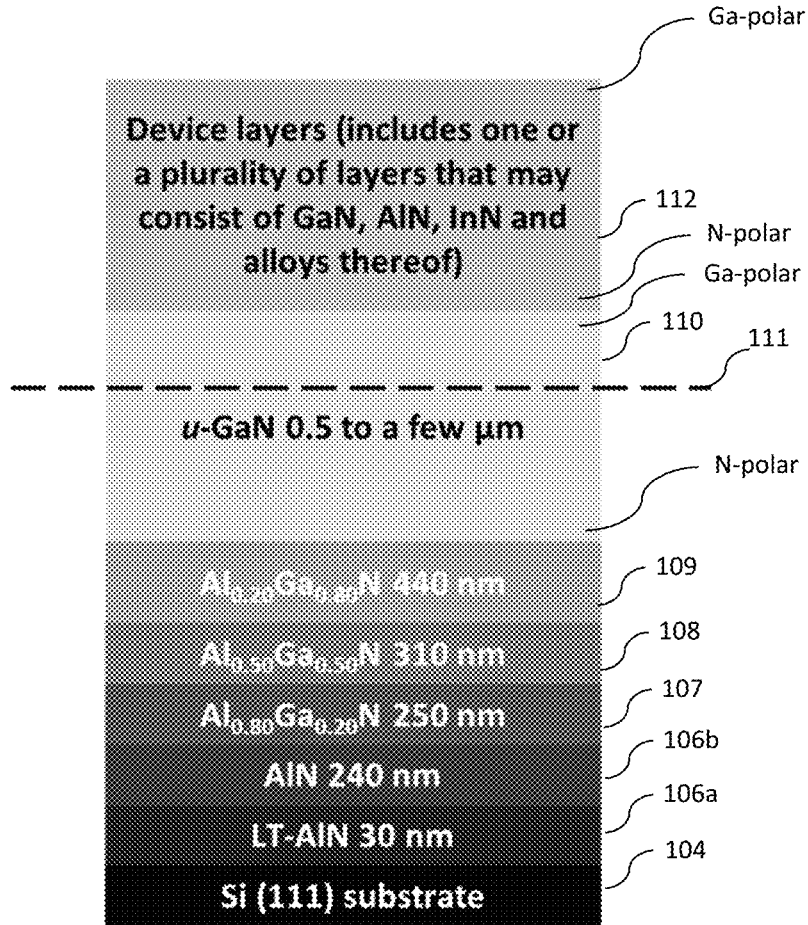 Ga-polar
Device layers (includes one or
a plurality of layers that may
consist of GaN, AlN, InN and
alloys thereof)
112
N-polar
Ga-polar
110
111
u-GaN 0.5 to a few μm
N-polar
Al0.20Ga0.80N 440 nm
109
Al0.50Ga0.50N 310 nm
108
Al0.80Ga0.20N 250 nm
107
AlN 240 nm
106b
LT-AlN 30 nm
106a
Si (111) substrate
104